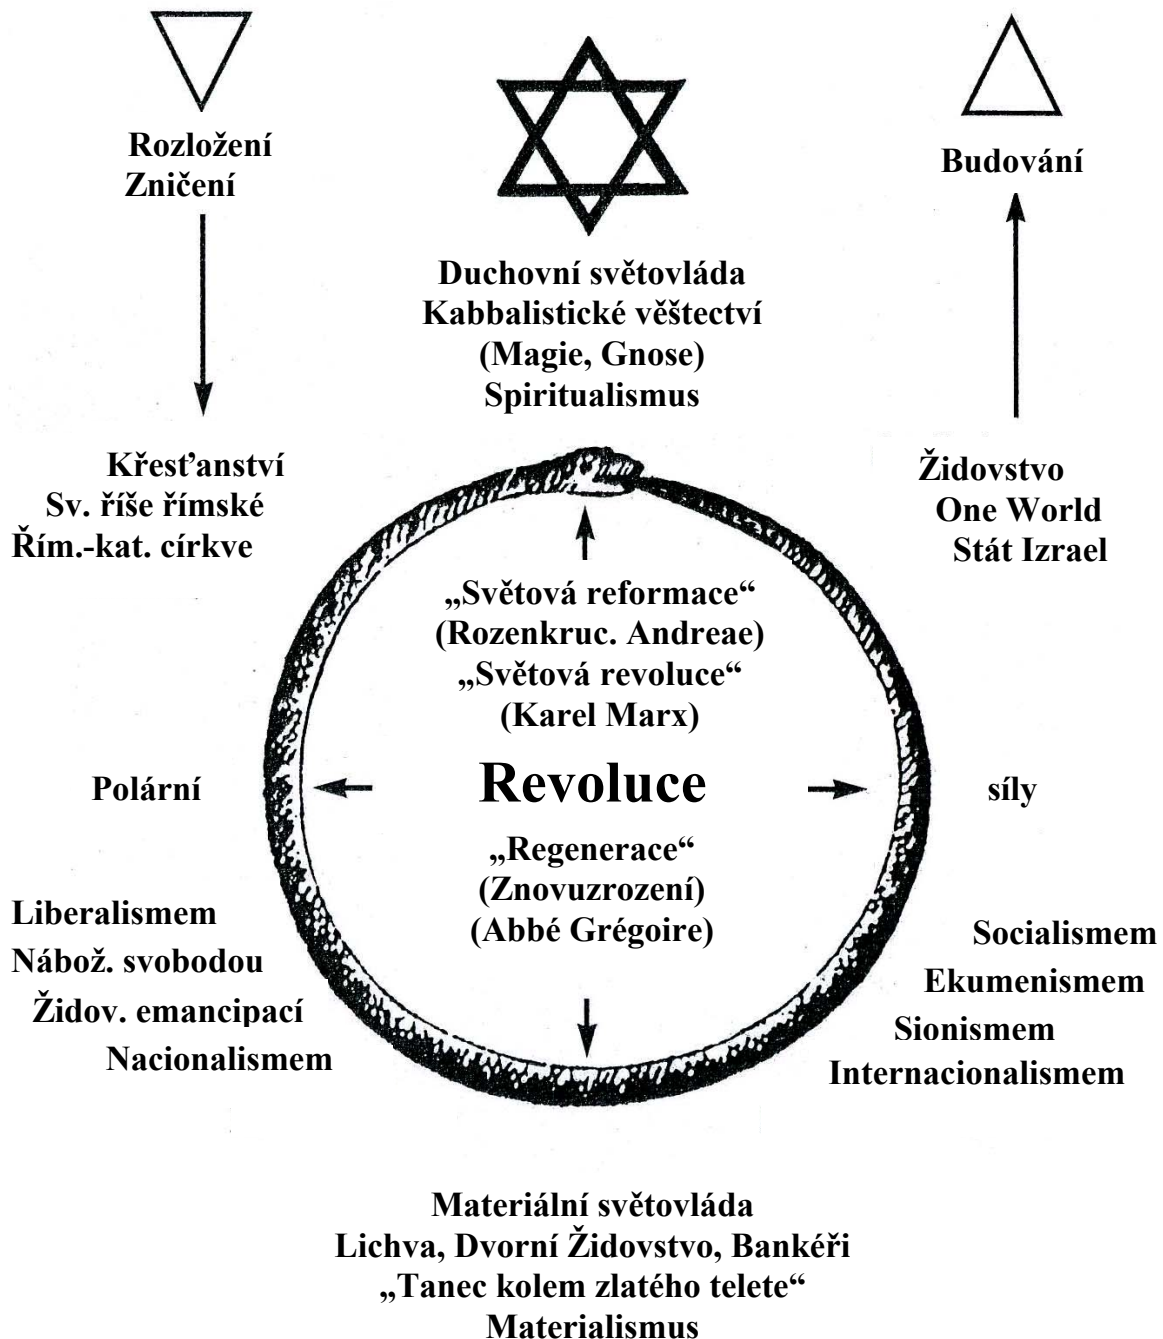 Rozložení
Zničení
Budování
Duchovní světovláda
Kabbalistické věštectví
(Magie, Gnose)
Spiritualismus
Křesťanství
Sv. říše římské
Řím.-kat. církve
Židovstvo
One World
Stát Izrael
„Světová reformace“
(Rozenkruc. Andreae)
„Světová revoluce“
(Karel Marx)
Polární
Revoluce
síly
„Regenerace“
(Znovuzrození)
(Abbé Grégoire)
Liberalismem
Nábož. svobodou
Židov. emancipací
Nacionalismem
Socialismem
Ekumenismem
Sionismem
Internacionalismem
Materiální světovláda
Lichva, Dvorní Židovstvo, Bankéři
„Tanec kolem zlatého telete“
Materialismus